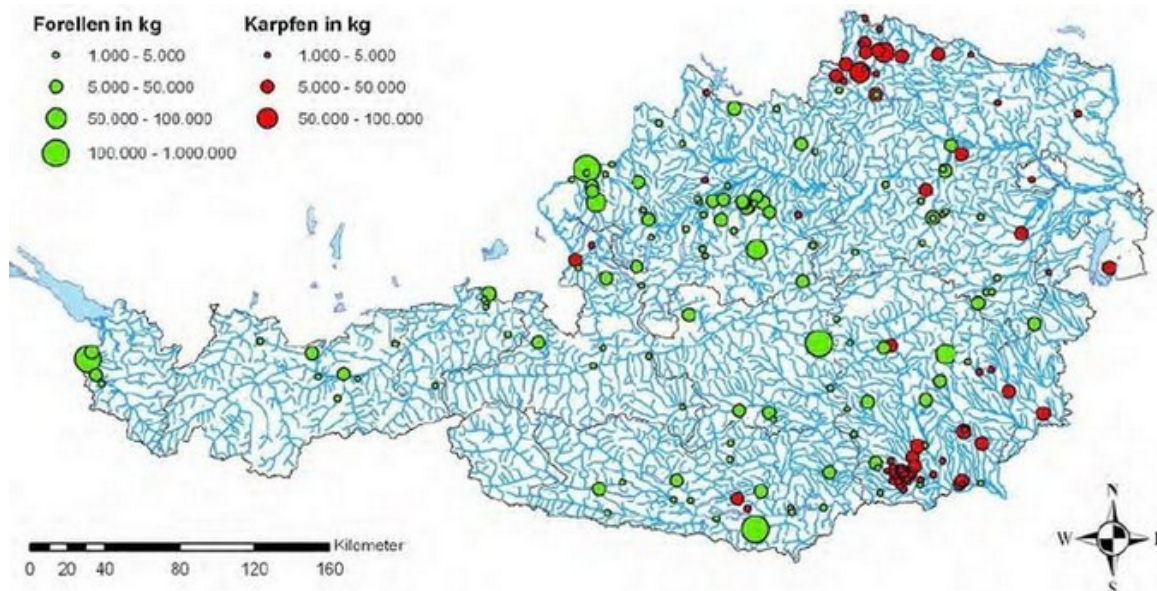 Forellen in kg
1.000 - 5.000
5.000 - 50.000
50.000 - 100.000
100.000 - 1.000.000
Karpfen in kg
1.000 - 5.000
5.000 - 50.000
50.000 - 100.000
Kilometer
0 20 40 80 120 160
N
W
S